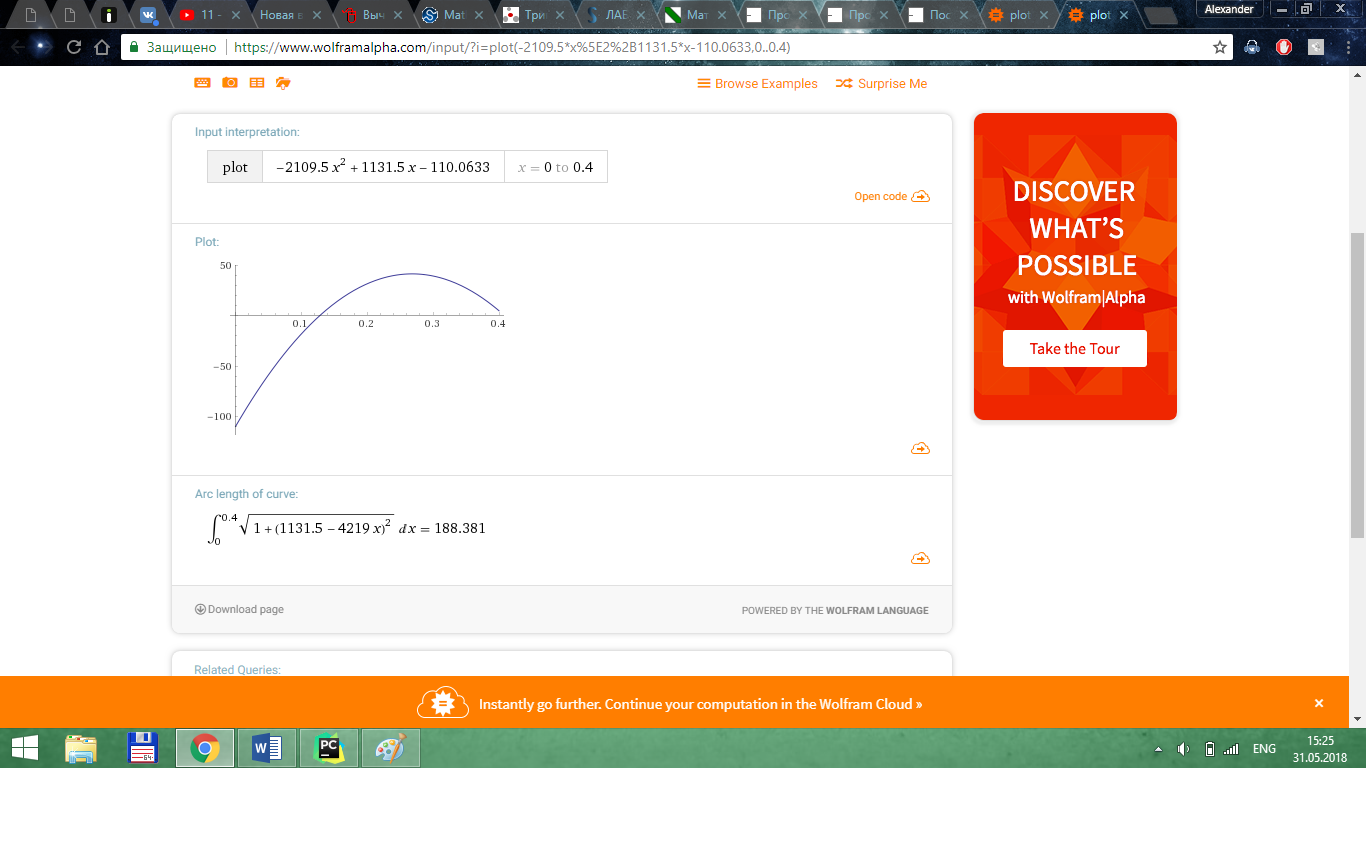 11 -
Новая в
Выч
Mat
Три
ЛАБ
Мат
Про
Про
Пос
plot
plot
Alexander
Защищено https://www.wolframalpha.com/input/?i=plot(-2109.5*x%5E2%2B1131.5*x-110.0633,0..0.4)
Browse Examples Surprise Me
Input interpretation:
plot −2109.5 x² + 1131.5 x − 110.0633 x = 0 to 0.4
Open code
Plot:
50
0.1 0.2 0.3 0.4
−50
−100
Arc length of curve:
∫₀^0.4 √(1 + (1131.5 − 4219 x)²) dx = 188.381
Download page POWERED BY THE WOLFRAM LANGUAGE
Related Queries:
DISCOVER
WHAT'S
POSSIBLE
with Wolfram|Alpha
Take the Tour
Instantly go further. Continue your computation in the Wolfram Cloud »
W PC 64 ENG
15:25
31.05.2018